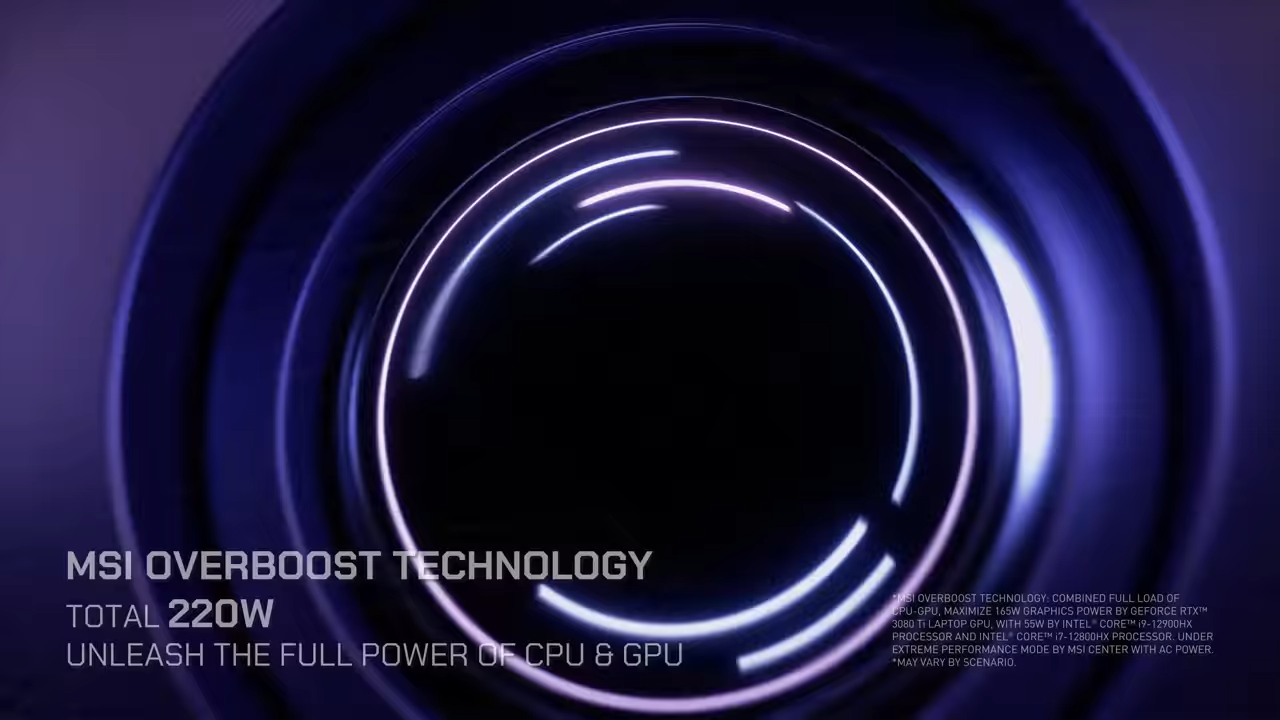 MSI OVERBOOST TECHNOLOGY
TOTAL 220W
UNLEASH THE FULL POWER OF CPU & GPU
*MSI OVERBOOST TECHNOLOGY: COMBINED FULL LOAD OF
CPU-GPU, MAXIMIZE 165W GRAPHICS POWER BY GEFORCE RTX™
3080 Ti LAPTOP GPU, WITH 55W BY INTEL® CORE™ i9-12900HX
PROCESSOR AND INTEL® CORE™ i7-12800HX PROCESSOR. UNDER
EXTREME PERFORMANCE MODE BY MSI CENTER WITH AC POWER.
*MAY VARY BY SCENARIO.